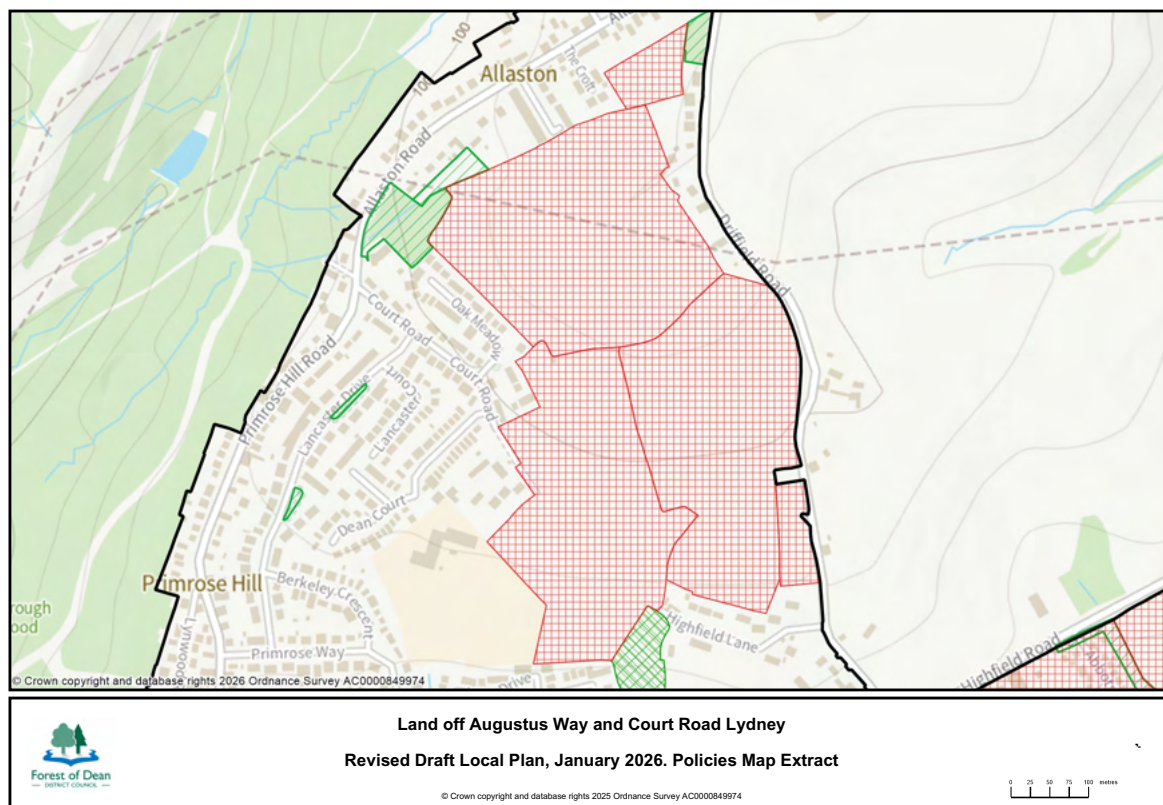 100
Allaston
The Croft
100
Allaston Road
Driffield Road
Oak Meadow
Court Road
Court Road
Primrose Hill Road
Lancaster Drive
Lancaster Court
Dean Court
Primrose Hill
Berkeley Crescent
rough
ood
Lynwood
Primrose Way
Highfield Lane
Highfield Road
Drive
© Crown copyright and database rights 2026 Ordnance Survey AC0000849974
Land off Augustus Way and Court Road Lydney
Revised Draft Local Plan, January 2026. Policies Map Extract
Forest of Dean
DISTRICT COUNCIL
© Crown copyright and database rights 2025 Ordnance Survey AC0000849974
0 25 50 75 100 metres